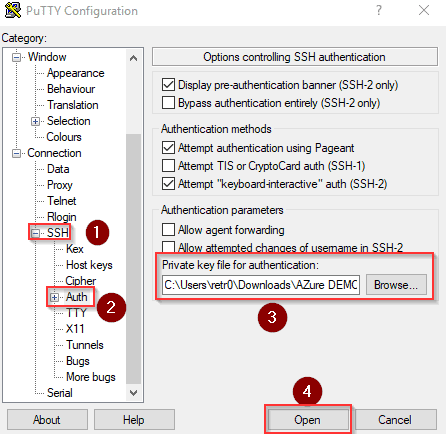 PuTTY Configuration
?
×
Category:
Window
Appearance
Behaviour
Translation
Selection
Colours
Connection
Data
Proxy
Telnet
Rlogin
SSH
1
Kex
Host keys
Cipher
Auth
2
TTY
X11
Tunnels
Bugs
More bugs
Serial
Options controlling SSH authentication
Display pre-authentication banner (SSH-2 only)
Bypass authentication entirely (SSH-2 only)
Authentication methods
Attempt authentication using Pageant
Attempt TIS or CryptoCard auth (SSH-1)
Attempt "keyboard-interactive" auth (SSH-2)
Authentication parameters
Allow agent forwarding
Allow attempted changes of username in SSH-2
Private key file for authentication:
C:\Users\retr0\Downloads\AZure DEMO
Browse...
3
4
About
Help
Open
Cancel